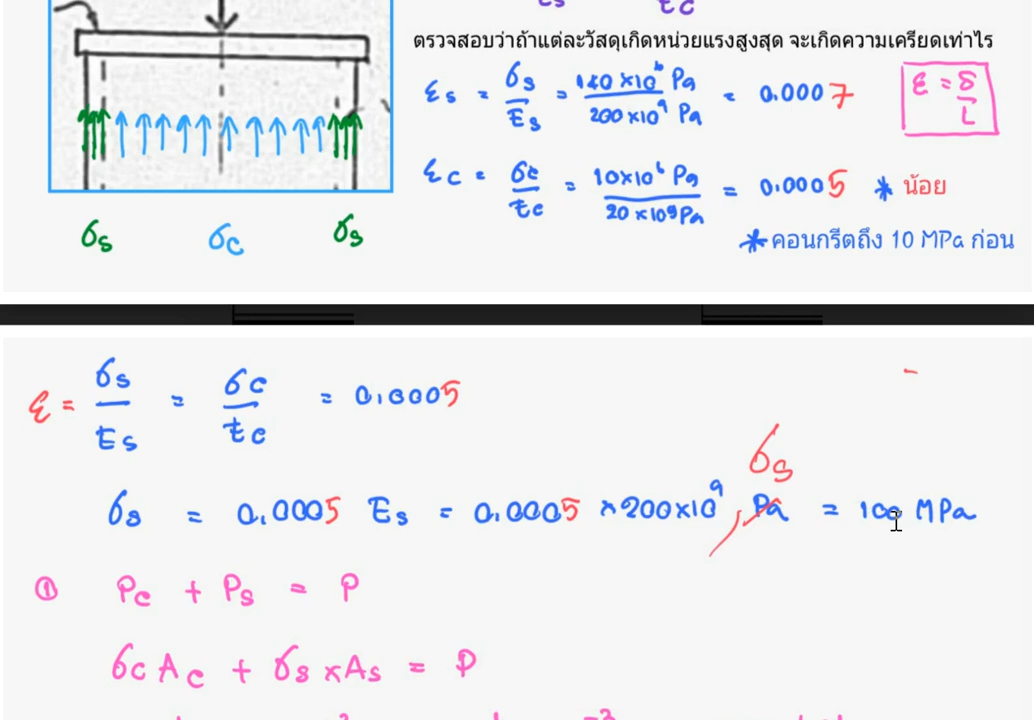 ตรวจสอบว่าถ้าแต่ละวัสดุเกิดหน่วยแรงสูงสุด จะเกิดความเครียดเท่าไร
εs = σs/Es = 140×10⁶ Pa / 200×10⁹ Pa = 0.0007
ε = δ/L
εc = σc/Ec = 10×10⁶ Pa / 20×10⁹ Pa = 0.0005 * น้อย
* คอนกรีตถึง 10 MPa ก่อน
σs σc σs
ε = σs/Es = σc/Ec = 0.0005
σs
σs = 0.0005 Es = 0.0005 × 200×10⁹ Pa = 100 MPa
① Pc + Ps = P
σc Ac + σs × As = P